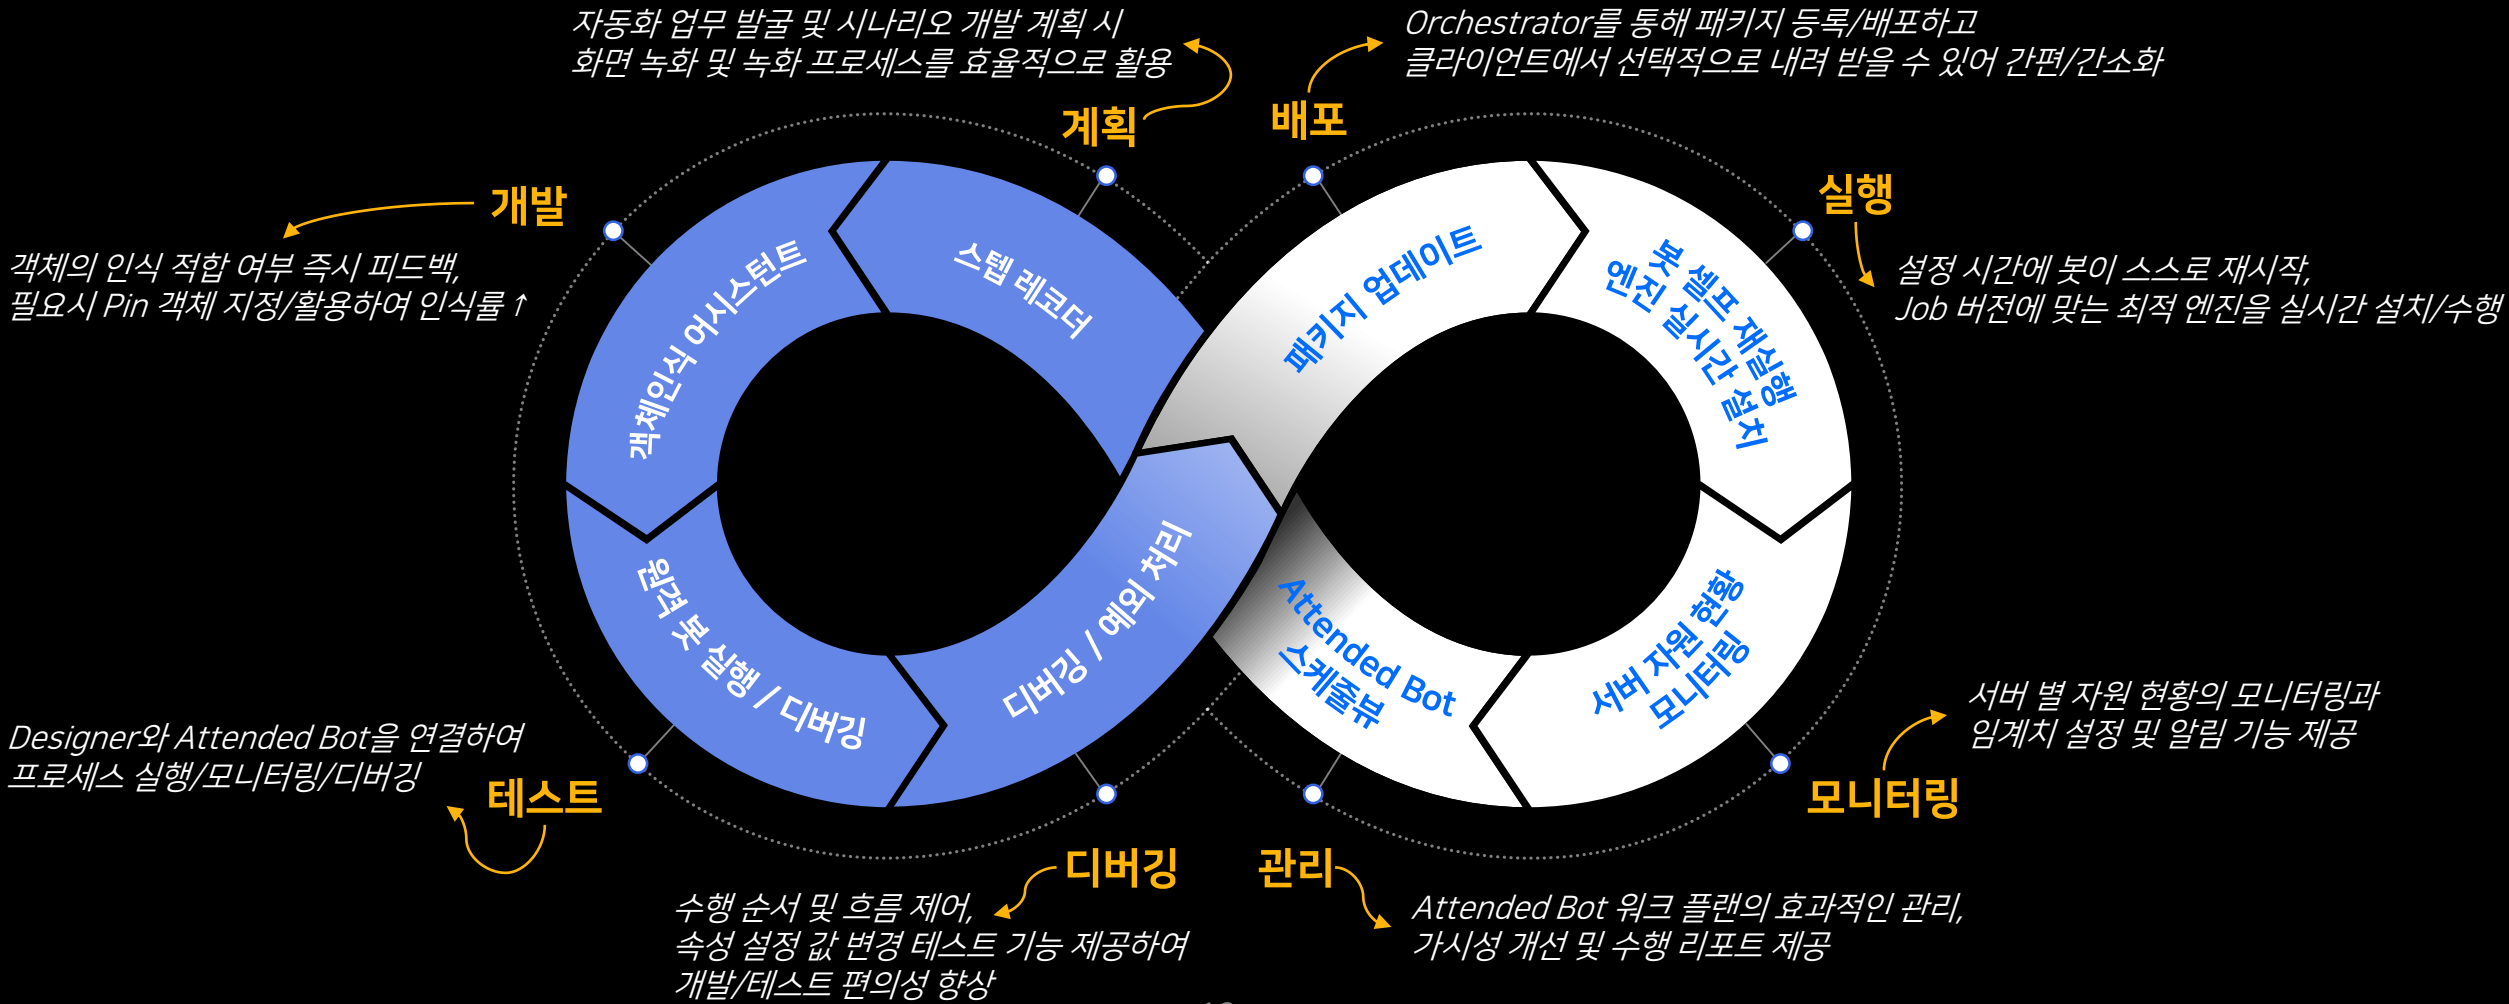 자동화 업무 발굴 및 시나리오 개발 계획 시
화면 녹화 및 녹화 프로세스를 효율적으로 활용
계획
Orchestrator를 통해 패키지 등록/배포하고
클라이언트에서 선택적으로 내려 받을 수 있어 간편/간소화
배포
개발
객체의 인식 적합 여부 즉시 피드백,
필요시 Pin 객체 지정/활용하여 인식률↑
실행
설정 시간에 봇이 스스로 재시작,
Job 버전에 맞는 최적 엔진을 실시간 설치/수행
객체인식 어시스턴트
스텝 레코더
패키지 업데이트
봇 셀프 재실행
엔진 실시간 설치
원격 봇 실행 / 디버깅
디버깅 / 예외 처리
Attended Bot
스케줄뷰
서버 자원 현황
모니터링
Designer와 Attended Bot을 연결하여
프로세스 실행/모니터링/디버깅
테스트
서버 별 자원 현황의 모니터링과
임계치 설정 및 알림 기능 제공
모니터링
디버깅
수행 순서 및 흐름 제어,
속성 설정 값 변경 테스트 기능 제공하여
개발/테스트 편의성 향상
관리
Attended Bot 워크 플랜의 효과적인 관리,
가시성 개선 및 수행 리포트 제공